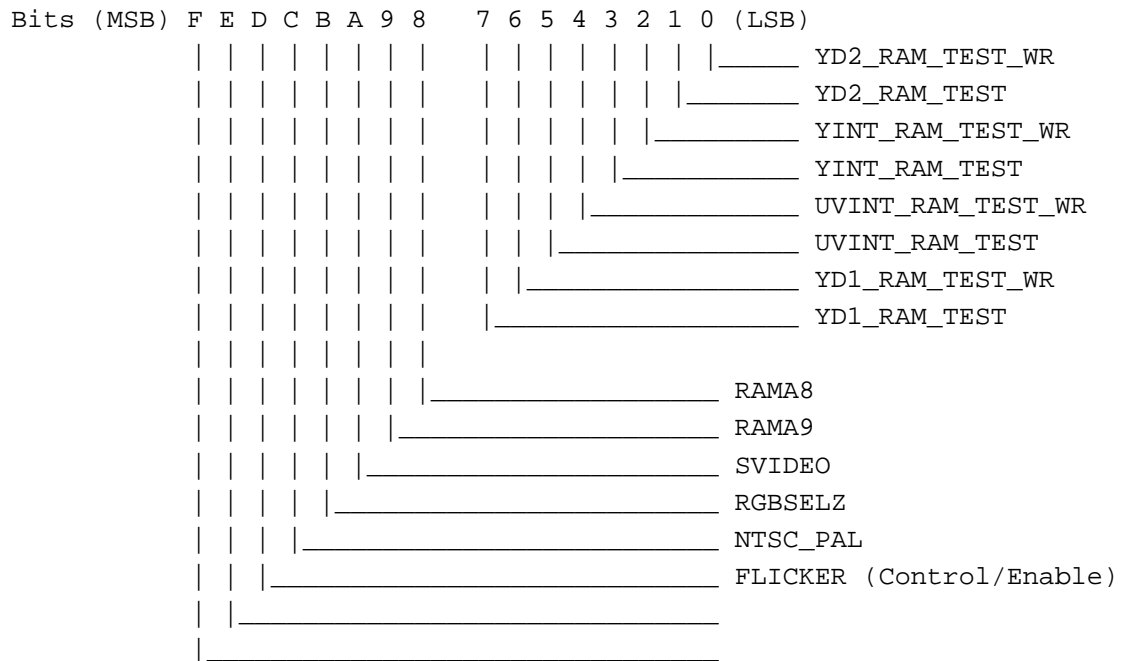 Bits (MSB) F E D C B A 9 8 7 6 5 4 3 2 1 0 (LSB)
YD2_RAM_TEST_WR
YD2_RAM_TEST
YINT_RAM_TEST_WR
YINT_RAM_TEST
UVINT_RAM_TEST_WR
UVINT_RAM_TEST
YD1_RAM_TEST_WR
YD1_RAM_TEST
RAMA8
RAMA9
SVIDEO
RGBSELZ
NTSC_PAL
FLICKER (Control/Enable)